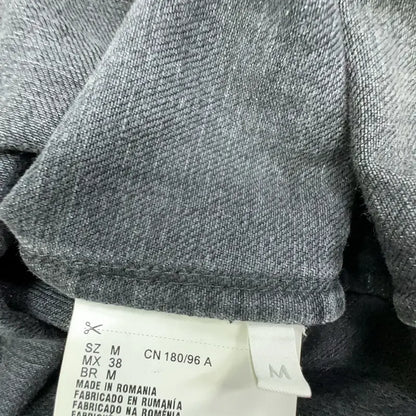 SZ M
MX 38
BR M
CN 180/96 A
MADE IN ROMANIA
FABRICADO EN RUMANÍA
FABRICADO NA ROMÉNIA
M